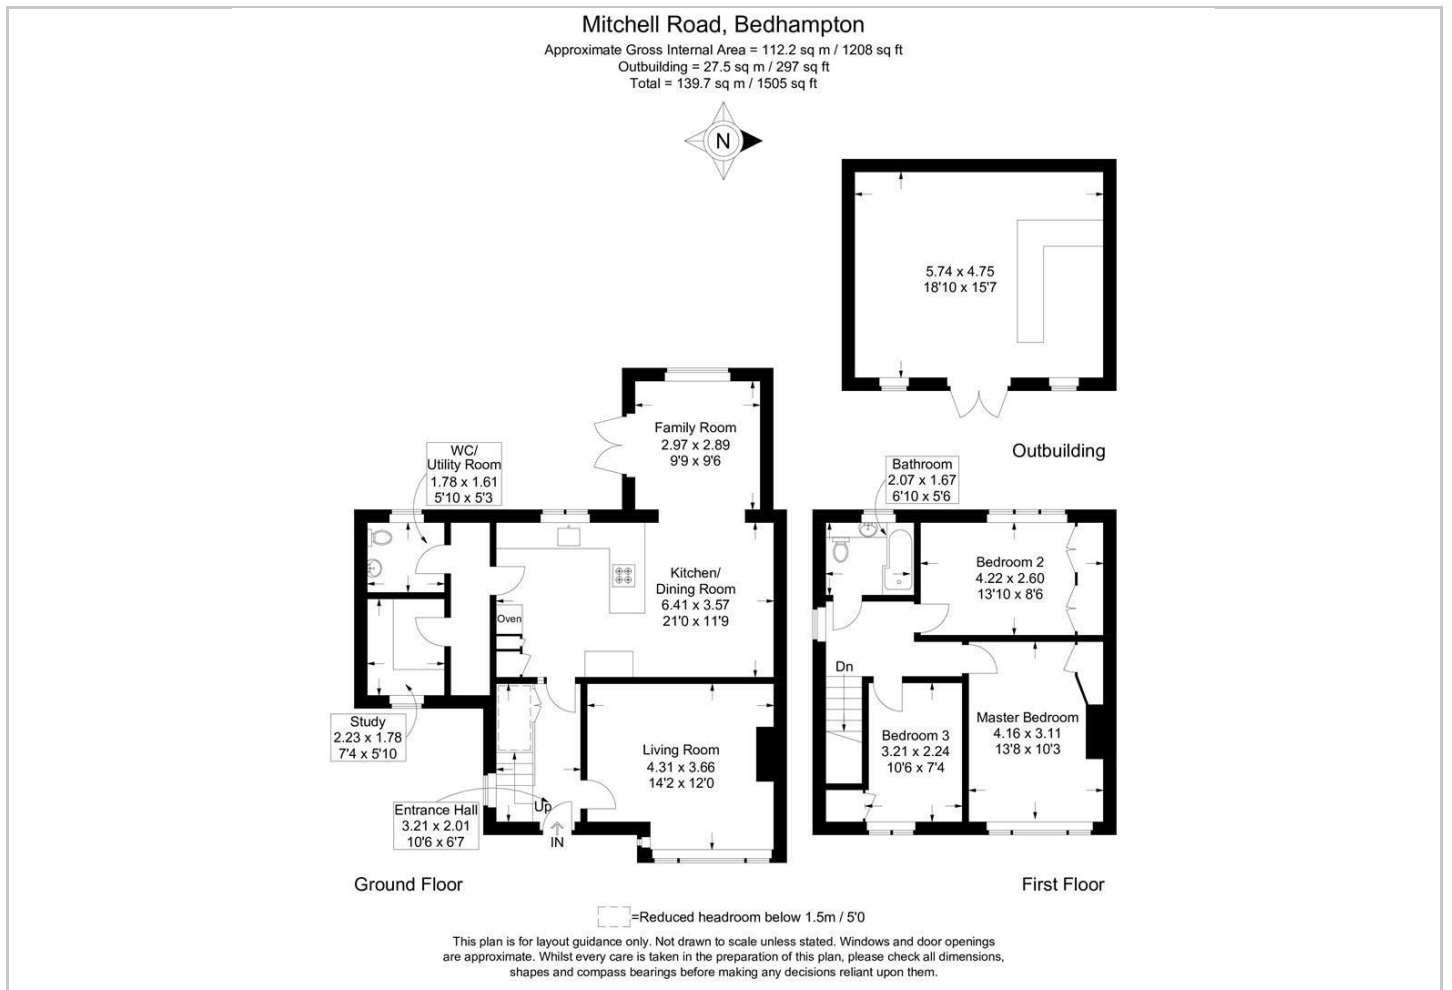 Mitchell Road, Bedhampton
Approximate Gross Internal Area = 112.2 sq m / 1208 sq ft
Outbuilding = 27.5 sq m / 297 sq ft
Total = 139.7 sq m / 1505 sq ft
N
5.74 x 4.75
18'10 x 15'7
Outbuilding
Family Room
2.97 x 2.89
9'9 x 9'6
WC/
Utility Room
1.78 x 1.61
5'10 x 5'3
Kitchen/
Dining Room
6.41 x 3.57
21'0 x 11'9
Oven
Study
2.23 x 1.78
7'4 x 5'10
Living Room
4.31 x 3.66
14'2 x 12'0
Up
Entrance Hall
3.21 x 2.01
10'6 x 6'7
IN
Ground Floor
Bathroom
2.07 x 1.67
6'10 x 5'6
Bedroom 2
4.22 x 2.60
13'10 x 8'6
Dn
Master Bedroom
4.16 x 3.11
13'8 x 10'3
Bedroom 3
3.21 x 2.24
10'6 x 7'4
First Floor
=Reduced headroom below 1.5m / 5'0
This plan is for layout guidance only. Not drawn to scale unless stated. Windows and door openings
are approximate. Whilst every care is taken in the preparation of this plan, please check all dimensions,
shapes and compass bearings before making any decisions reliant upon them.